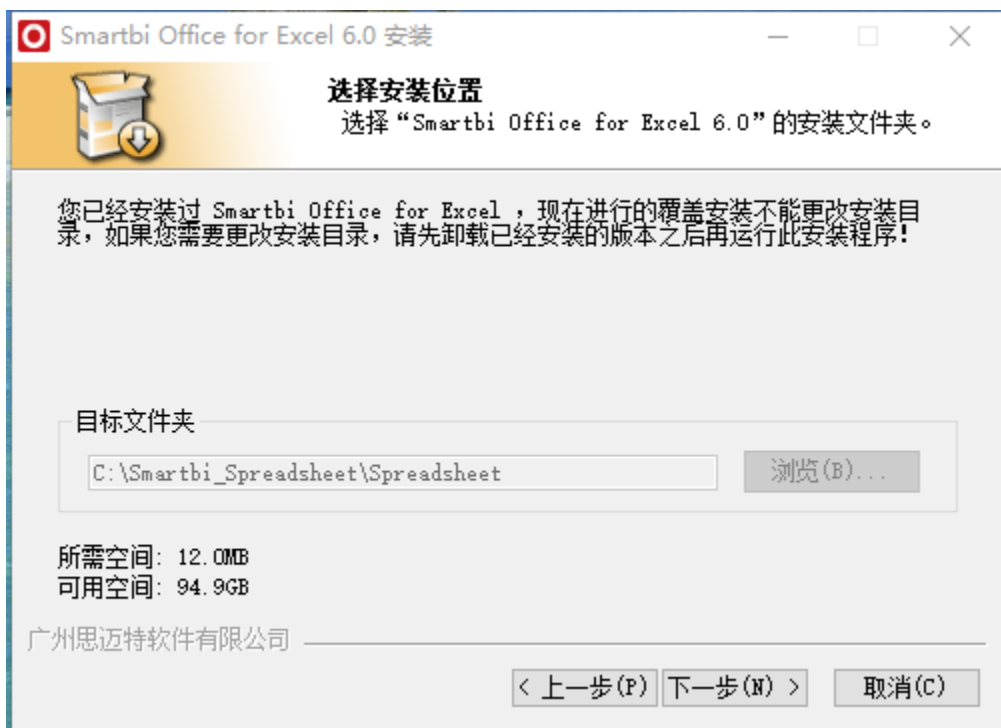 Smartbi Office for Excel 6.0 安装
选择安装位置
选择“Smartbi Office for Excel 6.0”的安装文件夹。
您已经安装过 Smartbi Office for Excel ，现在进行的覆盖安装不能更改安装目
录，如果您需要更改安装目录，请先卸载已经安装的版本之后再运行此安装程序!
目标文件夹
C:\Smartbi_Spreadsheet\Spreadsheet
浏览(B)...
所需空间: 12.0MB
可用空间: 94.9GB
广州思迈特软件有限公司
< 上一步(P) 下一步(N) > 取消(C)